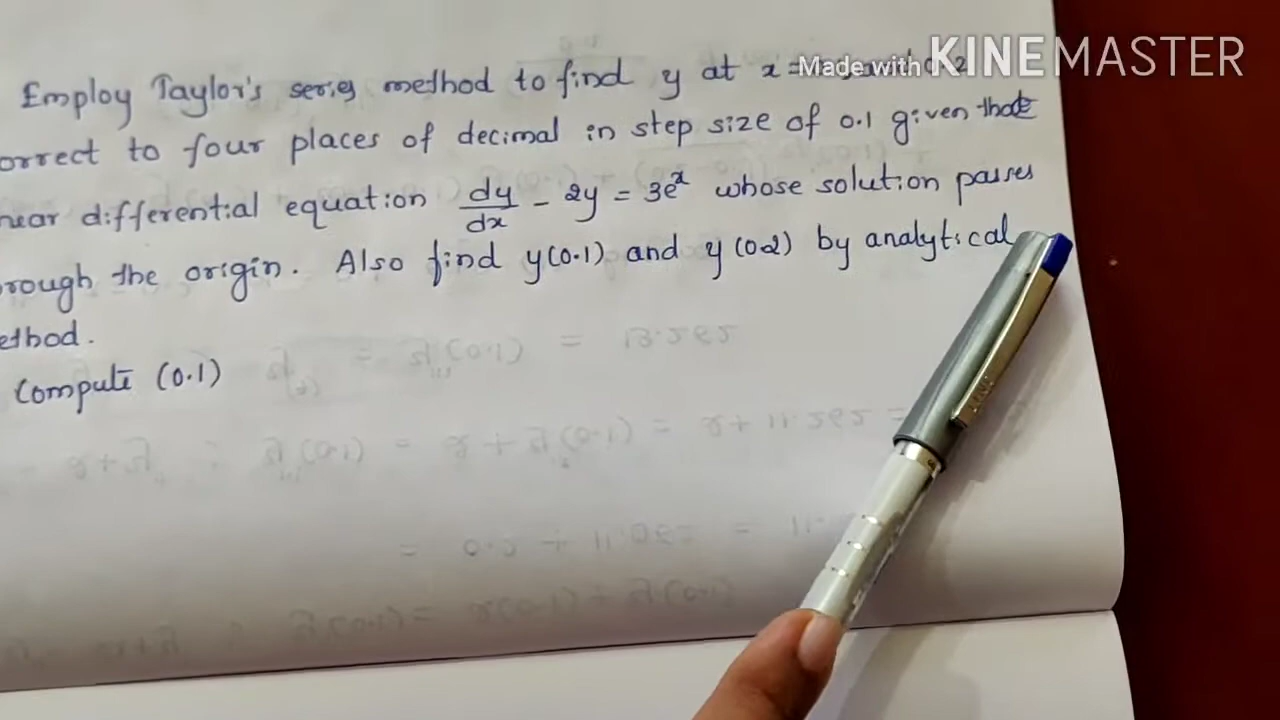 Employ Taylor's series method to find y at x = 0.2
Made with KINEMASTER
orrect to four places of decimal in step size of 0.1 given that
near differential equation dy/dx - 2y = 3e^x whose solution passes
rough the origin. Also find y(0.1) and y(0.2) by analytical
ethod.
Compute (0.1)